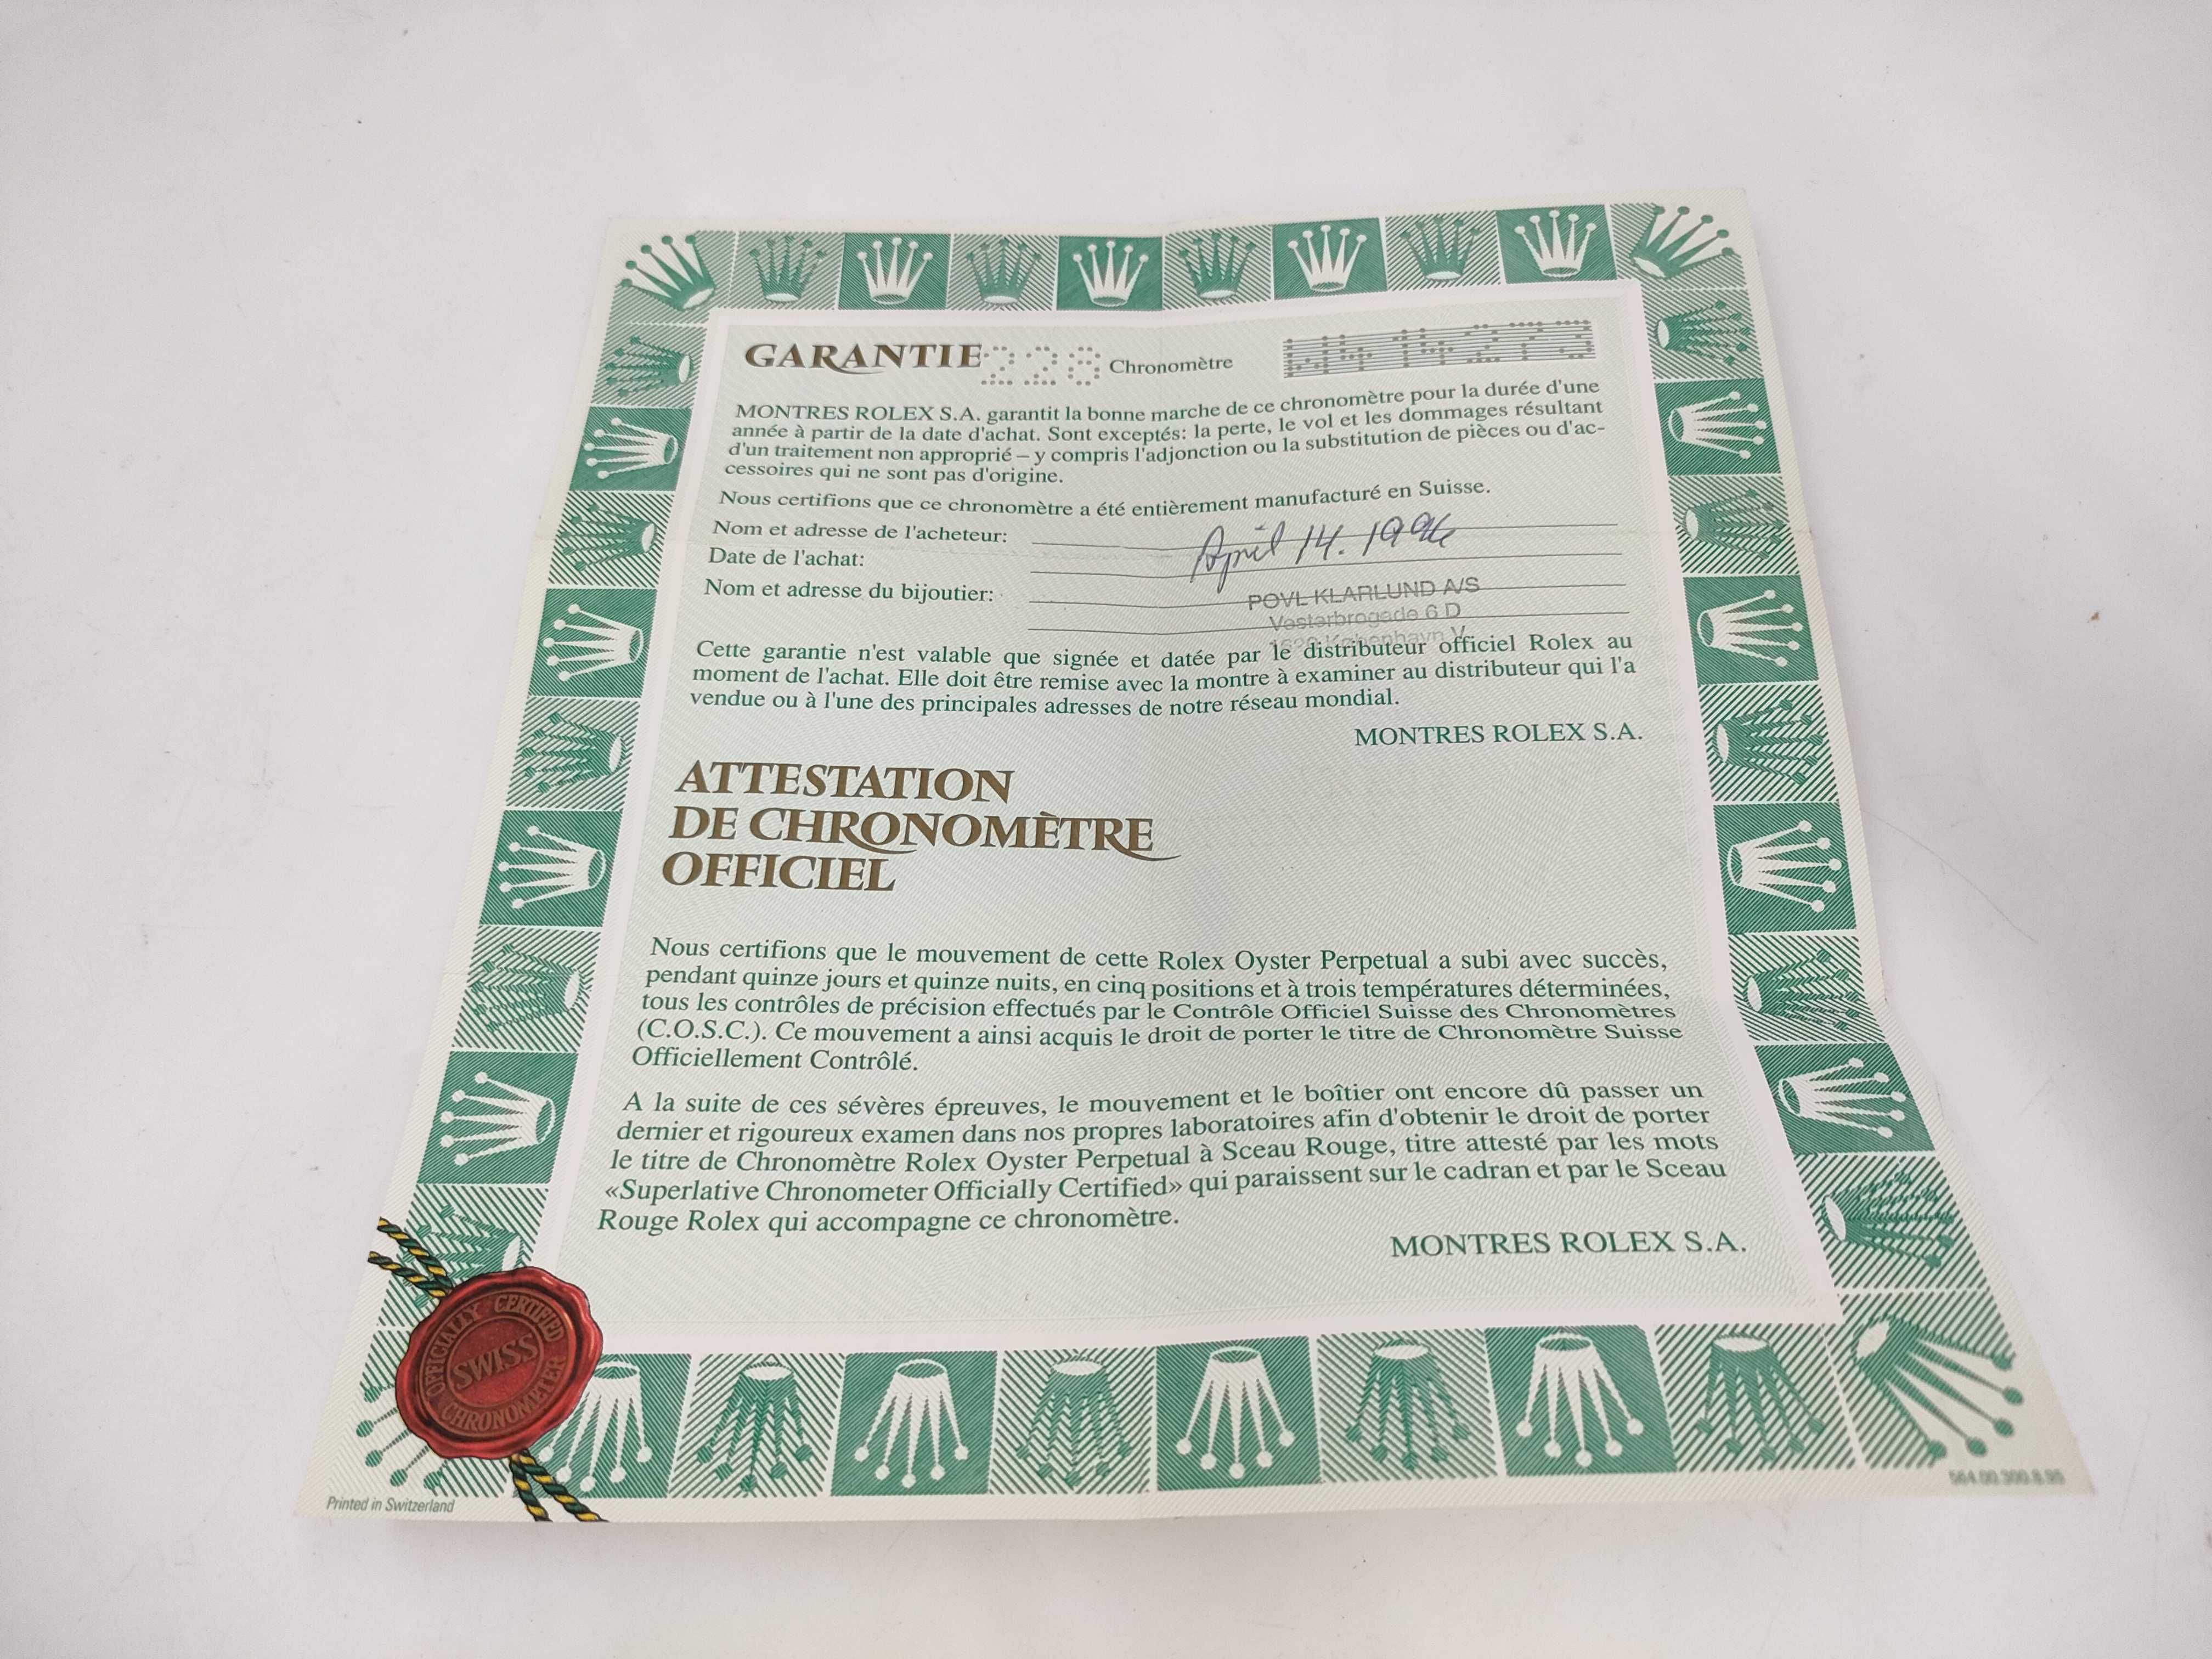 GARANTIE 228 Chronomètre W414273
MONTRES ROLEX S.A. garantit la bonne marche de ce chronomètre pour la durée d'une
année à partir de la date d'achat. Sont exceptés: la perte, le vol et les dommages résultant
d'un traitement non approprié – y compris l'adjonction ou la substitution de pièces ou d'ac-
cessoires qui ne sont pas d'origine.
Nous certifions que ce chronomètre a été entièrement manufacturé en Suisse.
Nom et adresse de l'acheteur:
Date de l'achat: April 14. 1996
Nom et adresse du bijoutier: POVL KLARLUND A/S
Vesterbrogade 6 D
1620 København V
Cette garantie n'est valable que signée et datée par le distributeur officiel Rolex au
moment de l'achat. Elle doit être remise avec la montre à examiner au distributeur qui l'a
vendue ou à l'une des principales adresses de notre réseau mondial.
MONTRES ROLEX S.A.
ATTESTATION
DE CHRONOMÈTRE
OFFICIEL
Nous certifions que le mouvement de cette Rolex Oyster Perpetual a subi avec succès,
pendant quinze jours et quinze nuits, en cinq positions et à trois températures déterminées,
tous les contrôles de précision effectués par le Contrôle Officiel Suisse des Chronomètres
(C.O.S.C.). Ce mouvement a ainsi acquis le droit de porter le titre de Chronomètre Suisse
Officiellement Contrôlé.
A la suite de ces sévères épreuves, le mouvement et le boîtier ont encore dû passer un
dernier et rigoureux examen dans nos propres laboratoires afin d'obtenir le droit de porter
le titre de Chronomètre Rolex Oyster Perpetual à Sceau Rouge, titre attesté par les mots
«Superlative Chronometer Officially Certified» qui paraissent sur le cadran et par le Sceau
Rouge Rolex qui accompagne ce chronomètre.
MONTRES ROLEX S.A.
OFFICIALLY CERTIFIED
SWISS
CHRONOMETER
Printed in Switzerland
564.00.300.8.95